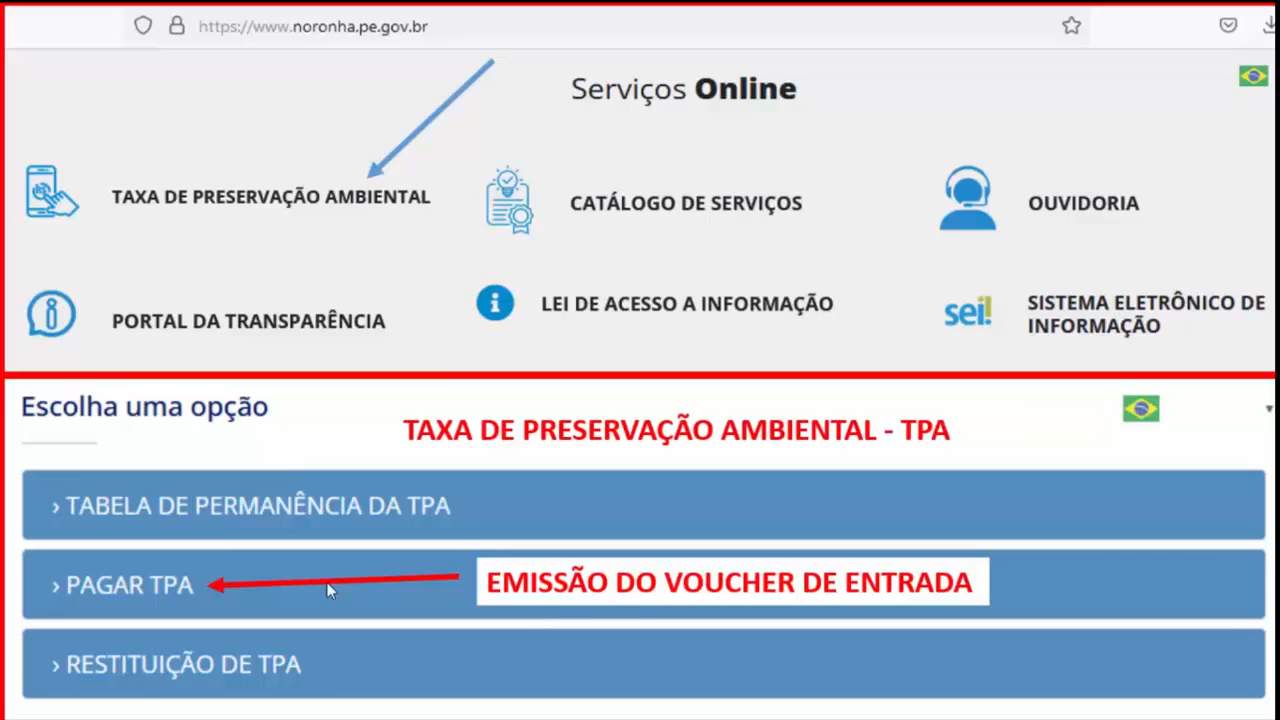 https://www.noronha.pe.gov.br
Serviços Online
TAXA DE PRESERVAÇÃO AMBIENTAL
CATÁLOGO DE SERVIÇOS
OUVIDORIA
PORTAL DA TRANSPARÊNCIA
LEI DE ACESSO A INFORMAÇÃO
sei!
SISTEMA ELETRÔNICO DE
INFORMAÇÃO
Escolha uma opção
TAXA DE PRESERVAÇÃO AMBIENTAL - TPA
› TABELA DE PERMANÊNCIA DA TPA
› PAGAR TPA
EMISSÃO DO VOUCHER DE ENTRADA
› RESTITUIÇÃO DE TPA